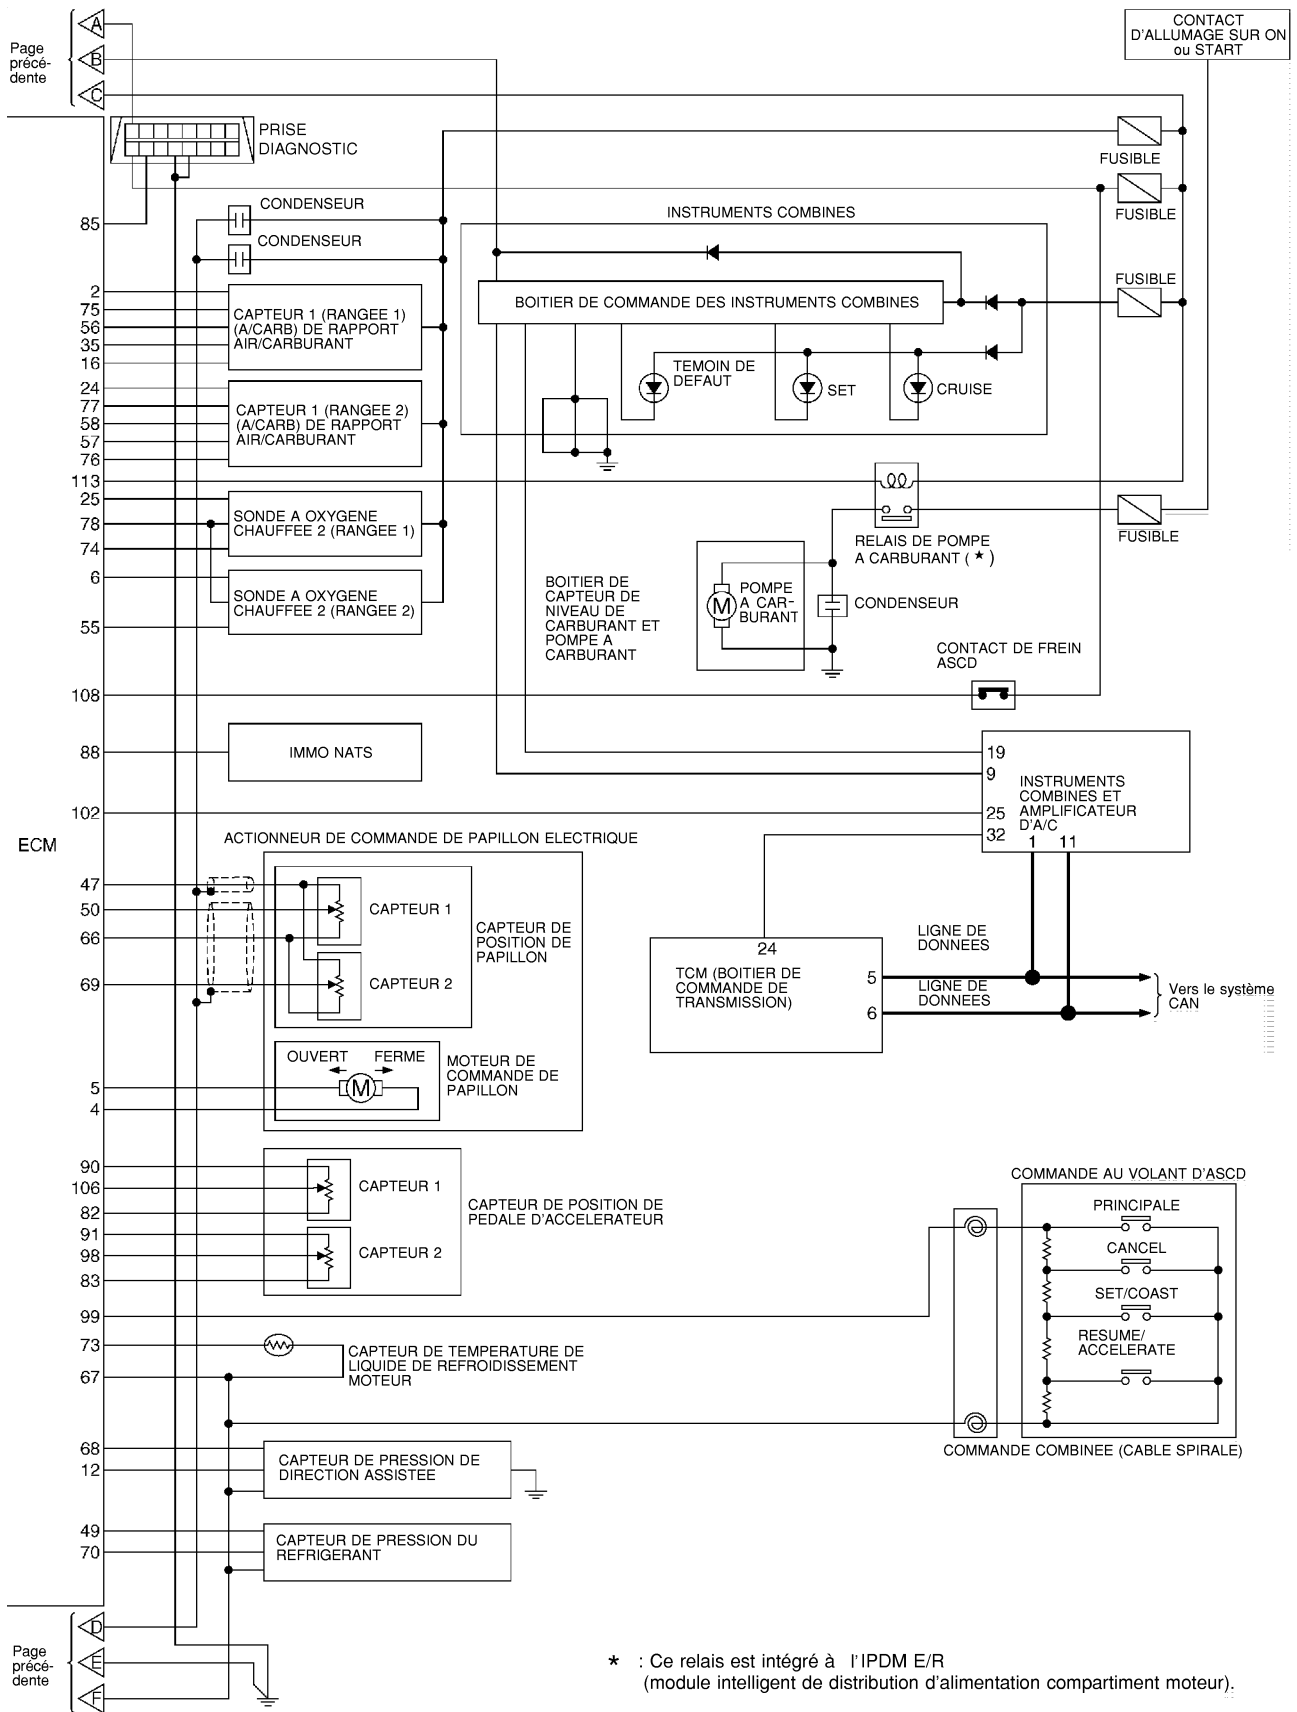 A
Page
précé-
dente
B
C
CONTACT
D'ALLUMAGE SUR ON
ou START
PRISE
DIAGNOSTIC
FUSIBLE
FUSIBLE
85
CONDENSEUR
CONDENSEUR
INSTRUMENTS COMBINES
FUSIBLE
BOITIER DE COMMANDE DES INSTRUMENTS COMBINES
TEMOIN DE
DEFAUT
SET
CRUISE
2
75
56
35
16
CAPTEUR 1 (RANGEE 1)
(A/CARB) DE RAPPORT
AIR/CARBURANT
24
77
58
57
76
CAPTEUR 1 (RANGEE 2)
(A/CARB) DE RAPPORT
AIR/CARBURANT
113
25
78
74
SONDE A OXYGENE
CHAUFFEE 2 (RANGEE 1)
6
55
SONDE A OXYGENE
CHAUFFEE 2 (RANGEE 2)
FUSIBLE
RELAIS DE POMPE
A CARBURANT ( ★ )
BOITIER DE
CAPTEUR DE
NIVEAU DE
CARBURANT ET
POMPE A
CARBURANT
M
POMPE
A CAR-
BURANT
CONDENSEUR
CONTACT DE FREIN
ASCD
108
88
IMMO NATS
102
19
9
25
32
INSTRUMENTS
COMBINES ET
AMPLIFICATEUR
D'A/C
1 11
ECM
ACTIONNEUR DE COMMANDE DE PAPILLON ELECTRIQUE
47
50
66
69
CAPTEUR 1
CAPTEUR 2
CAPTEUR DE
POSITION DE
PAPILLON
24
TCM (BOITIER DE
COMMANDE DE
TRANSMISSION)
5
6
LIGNE DE
DONNEES
LIGNE DE
DONNEES
Vers le système
CAN
OUVERT FERME
M
MOTEUR DE
COMMANDE DE
PAPILLON
5
4
90
106
82
91
98
83
CAPTEUR 1
CAPTEUR 2
CAPTEUR DE POSITION DE
PEDALE D'ACCELERATEUR
COMMANDE AU VOLANT D'ASCD
PRINCIPALE
CANCEL
SET/COAST
RESUME/
ACCELERATE
COMMANDE COMBINEE (CABLE SPIRALE)
99
73
67
CAPTEUR DE TEMPERATURE DE
LIQUIDE DE REFROIDISSEMENT
MOTEUR
68
12
CAPTEUR DE PRESSION DE
DIRECTION ASSISTEE
49
70
CAPTEUR DE PRESSION DU
REFRIGERANT
D
Page
précé-
dente
E
F
* : Ce relais est intégré à l'IPDM E/R
(module intelligent de distribution d'alimentation compartiment moteur).